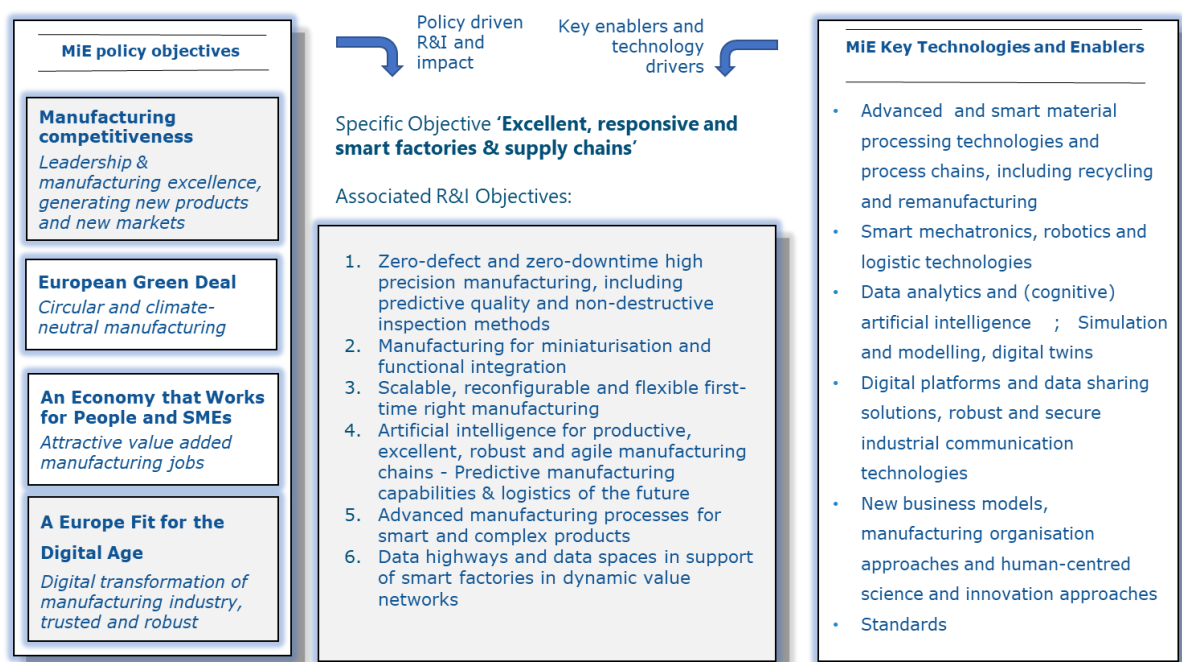 MiE policy objectives
Manufacturing
competitiveness
Leadership &
manufacturing excellence,
generating new products
and new markets
European Green Deal
Circular and climate-
neutral manufacturing
An Economy that Works
for People and SMEs
Attractive value added
manufacturing jobs
A Europe Fit for the
Digital Age
Digital transformation of
manufacturing industry,
trusted and robust
Policy driven
R&I and
impact
Key enablers and
technology
drivers
Specific Objective ‘Excellent, responsive and
smart factories & supply chains’
Associated R&I Objectives:
1. Zero-defect and zero-downtime high
precision manufacturing, including
predictive quality and non-destructive
inspection methods
2. Manufacturing for miniaturisation and
functional integration
3. Scalable, reconfigurable and flexible first-
time right manufacturing
4. Artificial intelligence for productive,
excellent, robust and agile manufacturing
chains - Predictive manufacturing
capabilities & logistics of the future
5. Advanced manufacturing processes for
smart and complex products
6. Data highways and data spaces in support
of smart factories in dynamic value
networks
MiE Key Technologies and Enablers
• Advanced and smart material
processing technologies and
process chains, including recycling
and remanufacturing
• Smart mechatronics, robotics and
logistic technologies
• Data analytics and (cognitive)
artificial intelligence ; Simulation
and modelling, digital twins
• Digital platforms and data sharing
solutions, robust and secure
industrial communication
technologies
• New business models,
manufacturing organisation
approaches and human-centred
science and innovation approaches
• Standards